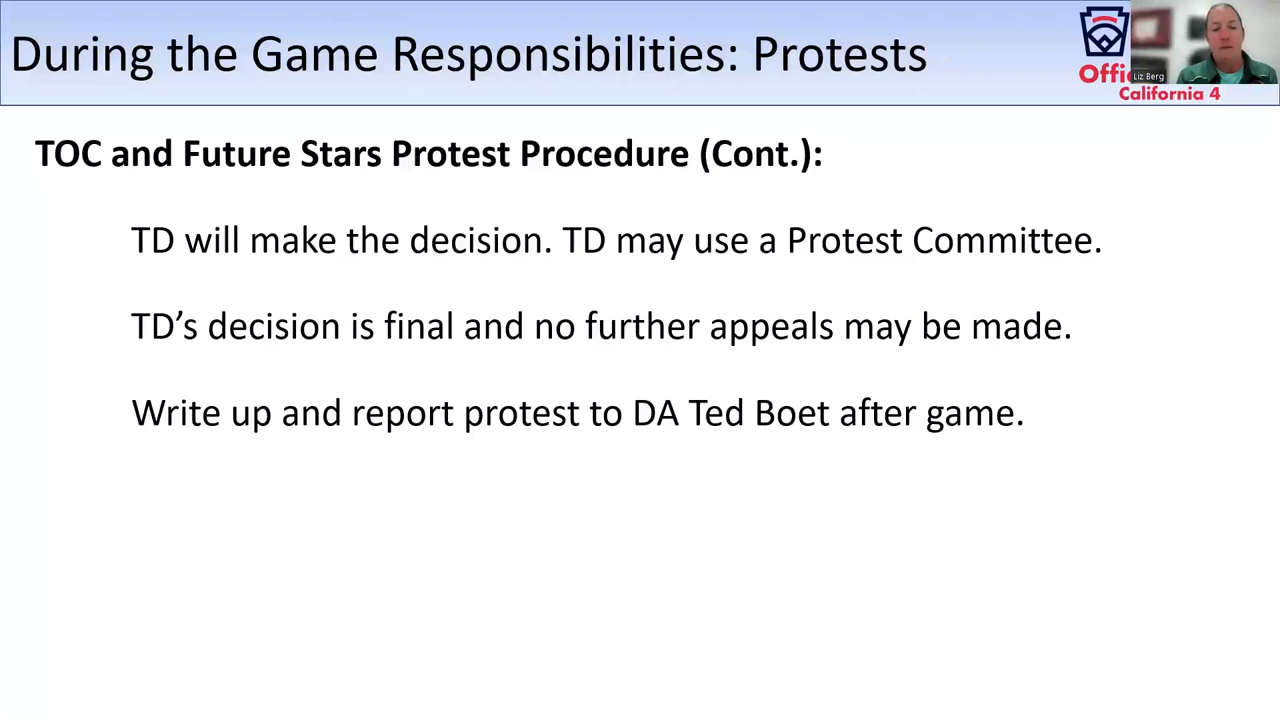 During the Game Responsibilities: Protests
Liz Berg
California 4
TOC and Future Stars Protest Procedure (Cont.):
TD will make the decision. TD may use a Protest Committee.
TD’s decision is final and no further appeals may be made.
Write up and report protest to DA Ted Boet after game.